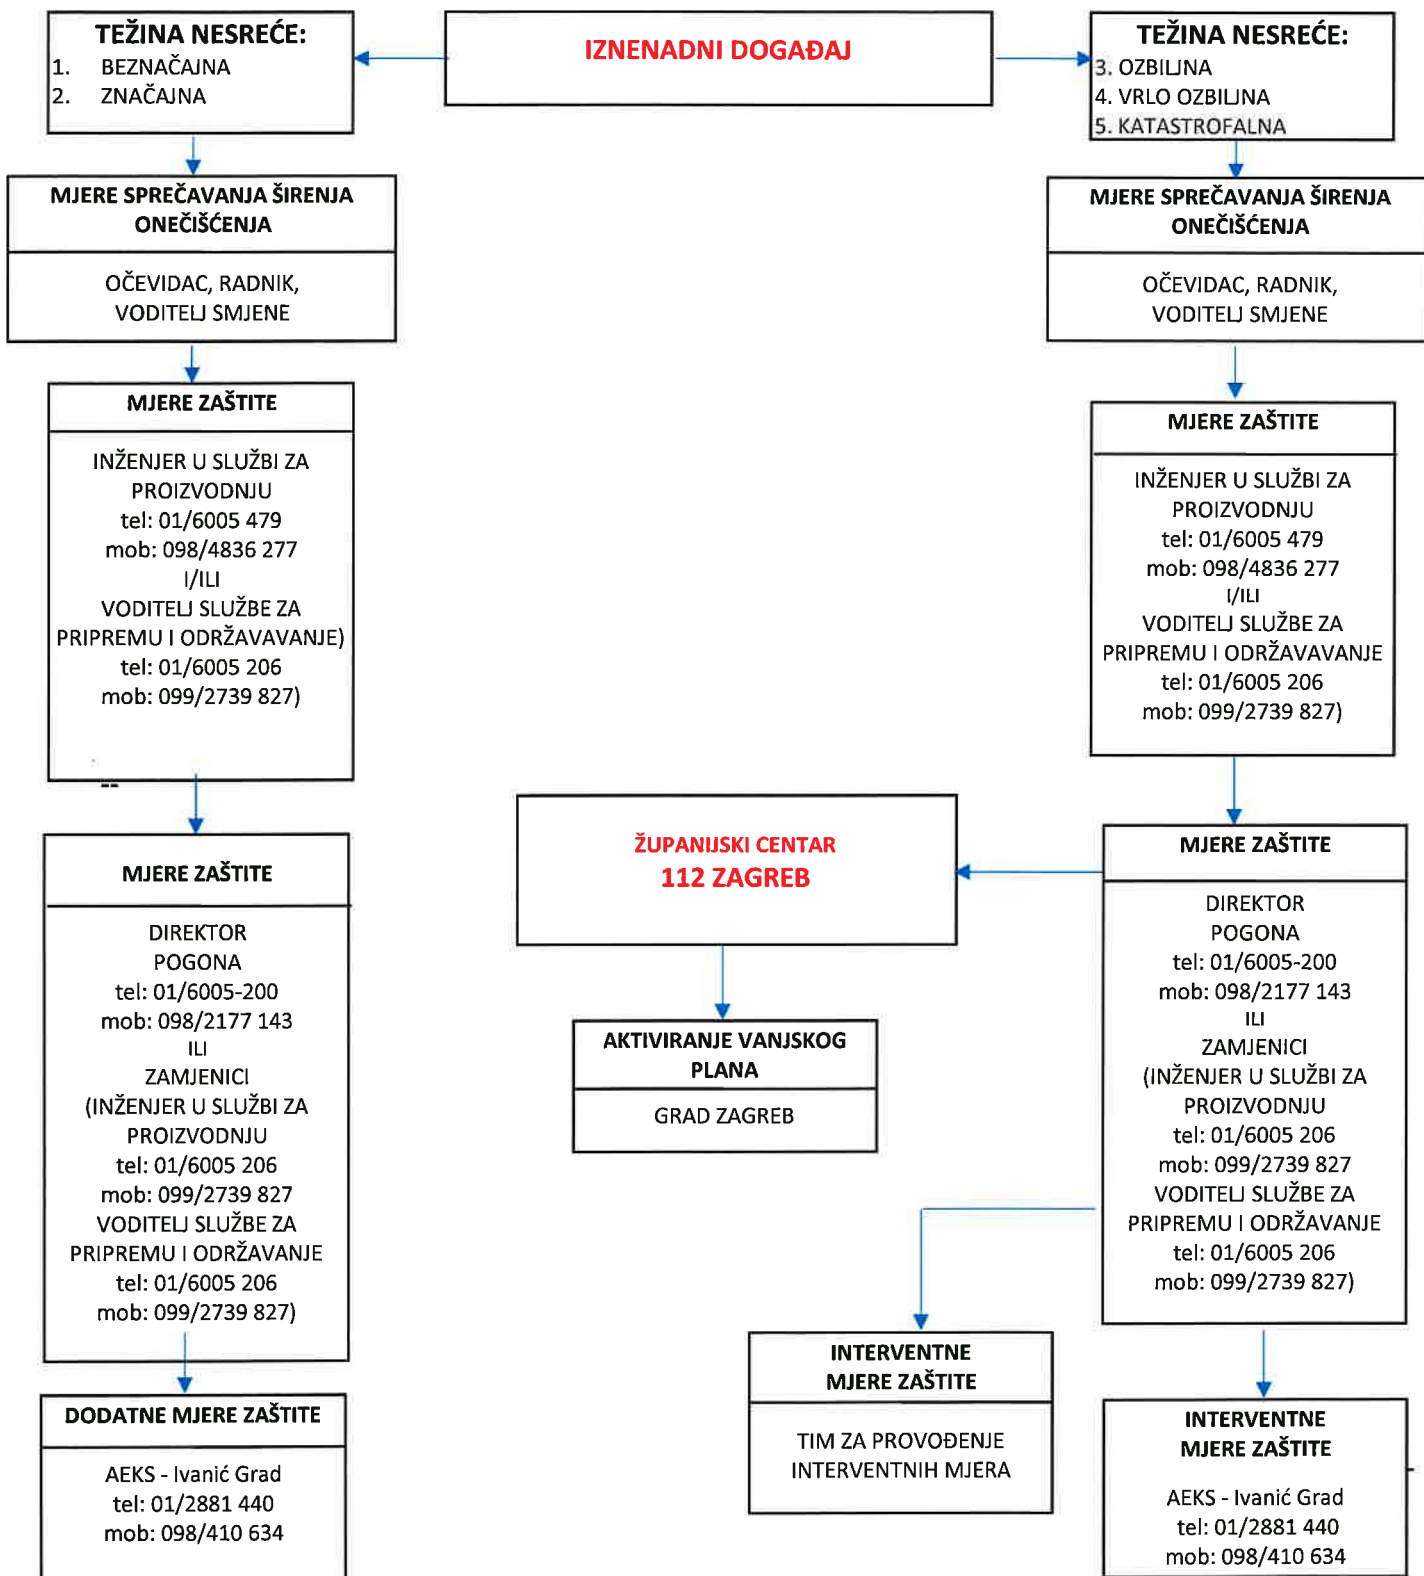 IZNENADNI DOGAĐAJ
TEŽINA NESREĆE:
1. BEZNAČAJNA
2. ZNAČAJNA
MJERE SPREČAVANJA ŠIRENJA
ONEČIŠĆENJA
OČEVIDAC, RADNIK,
VODITELJ SMJENE
MJERE ZAŠTITE
INŽENJER U SLUŽBI ZA
PROIZVODNJU
tel: 01/6005 479
mob: 098/4836 277
I/ILI
VODITELJ SLUŽBE ZA
PRIPREMU I ODRŽAVAVANJE)
tel: 01/6005 206
mob: 099/2739 827)
MJERE ZAŠTITE
DIREKTOR
POGONA
tel: 01/6005-200
mob: 098/2177 143
ILI
ZAMJENICI
(INŽENJER U SLUŽBI ZA
PROIZVODNJU
tel: 01/6005 206
mob: 099/2739 827
VODITELJ SLUŽBE ZA
PRIPREMU I ODRŽAVANJE
tel: 01/6005 206
mob: 099/2739 827)
DODATNE MJERE ZAŠTITE
AEKS - Ivanić Grad
tel: 01/2881 440
mob: 098/410 634
TEŽINA NESREĆE:
3. OZBILJNA
4. VRLO OZBILJNA
5. KATASTROFALNA
MJERE SPREČAVANJA ŠIRENJA
ONEČIŠĆENJA
OČEVIDAC, RADNIK,
VODITELJ SMJENE
MJERE ZAŠTITE
INŽENJER U SLUŽBI ZA
PROIZVODNJU
tel: 01/6005 479
mob: 098/4836 277
I/ILI
VODITELJ SLUŽBE ZA
PRIPREMU I ODRŽAVAVANJE
tel: 01/6005 206
mob: 099/2739 827)
MJERE ZAŠTITE
DIREKTOR
POGONA
tel: 01/6005-200
mob: 098/2177 143
ILI
ZAMJENICI
(INŽENJER U SLUŽBI ZA
PROIZVODNJU
tel: 01/6005 206
mob: 099/2739 827
VODITELJ SLUŽBE ZA
PRIPREMU I ODRŽAVANJE
tel: 01/6005 206
mob: 099/2739 827)
ŽUPANIJSKI CENTAR
112 ZAGREB
AKTIVIRANJE VANJSKOG
PLANA
GRAD ZAGREB
INTERVENTNE
MJERE ZAŠTITE
TIM ZA PROVOĐENJE
INTERVENTNIH MJERA
INTERVENTNE
MJERE ZAŠTITE
AEKS - Ivanić Grad
tel: 01/2881 440
mob: 098/410 634